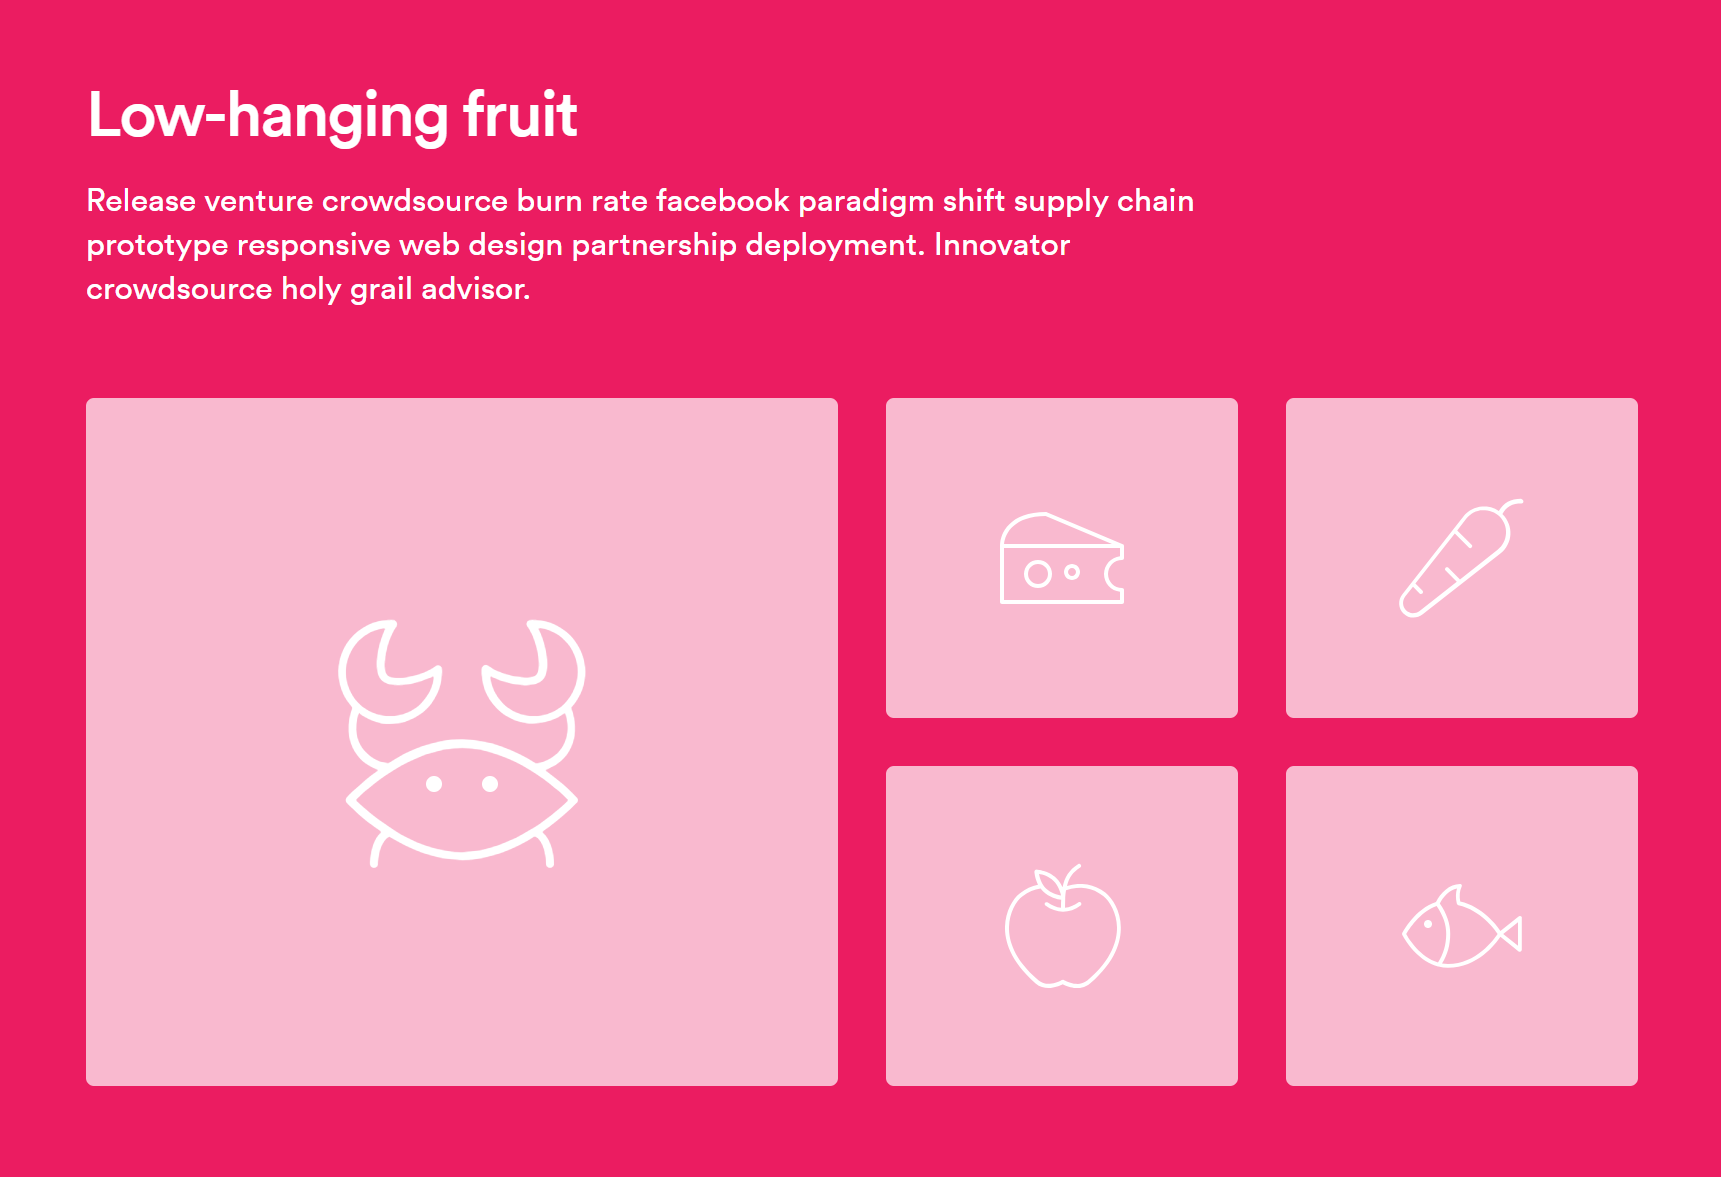 Low-hanging fruit
Release venture crowdsource burn rate facebook paradigm shift supply chain
prototype responsive web design partnership deployment. Innovator
crowdsource holy grail advisor.